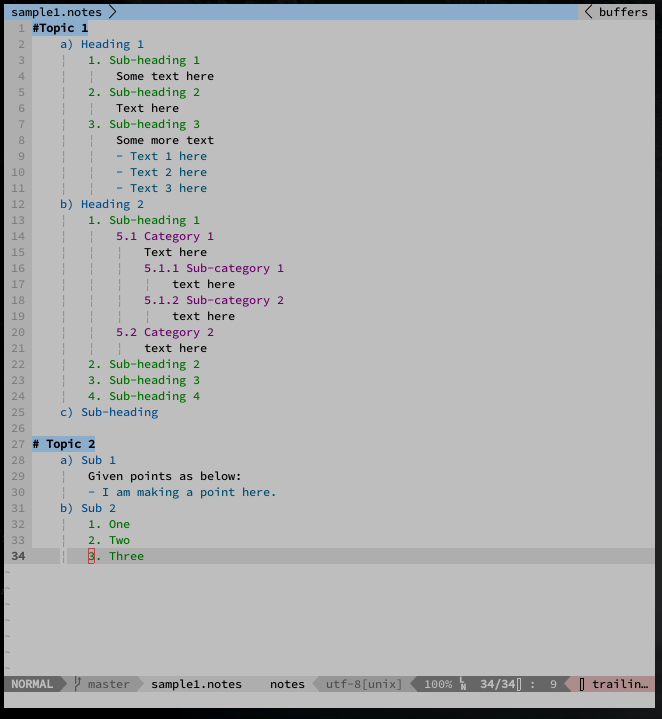 sample1.notes buffers
1 #Topic 1
2 a) Heading 1
3 1. Sub-heading 1
4 Some text here
5 2. Sub-heading 2
6 Text here
7 3. Sub-heading 3
8 Some more text
9 - Text 1 here
10 - Text 2 here
11 - Text 3 here
12 b) Heading 2
13 1. Sub-heading 1
14 5.1 Category 1
15 Text here
16 5.1.1 Sub-category 1
17 text here
18 5.1.2 Sub-category 2
19 text here
20 5.2 Category 2
21 text here
22 2. Sub-heading 2
23 3. Sub-heading 3
24 4. Sub-heading 4
25 c) Sub-heading
26
27 # Topic 2
28 a) Sub 1
29 Given points as below:
30 - I am making a point here.
31 b) Sub 2
32 1. One
33 2. Two
34 3. Three
~
~
~
~
~
~
~
NORMAL master sample1.notes notes utf-8[unix] 100% LN 34/34 : 9 trailin…